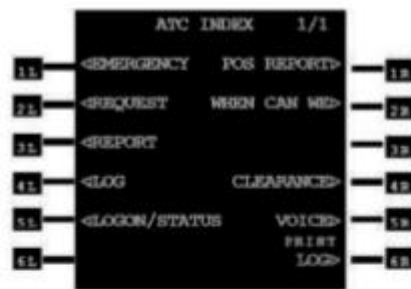 ATC INDEX 1/1
1L <EMERGENCY POS REPORT> 1R
2L <REQUEST WHEN CAN WE> 2R
3L <REPORT 3R
4L <LOG CLEARANCE> 4R
5L <LOGON/STATUS VOICE> 5R
PRINT
6L LOG> 6R